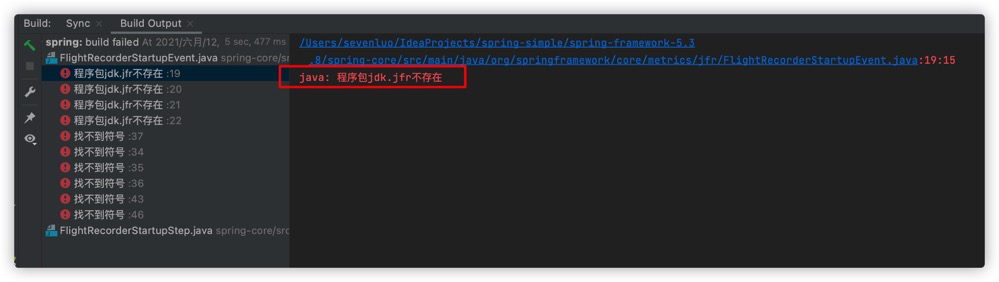 Build: Sync × Build Output ×
spring: build failed At 2021/六月/12, 5 sec, 477 ms
FlightRecorderStartupEvent.java spring-core/src
程序包jdk.jfr不存在 :19
程序包jdk.jfr不存在 :20
程序包jdk.jfr不存在 :21
程序包jdk.jfr不存在 :22
找不到符号 :37
找不到符号 :34
找不到符号 :35
找不到符号 :36
找不到符号 :43
找不到符号 :46
FlightRecorderStartupStep.java spring-core/src
/Users/sevenluo/IdeaProjects/spring-simple/spring-framework-5.3
.8/spring-core/src/main/java/org/springframework/core/metrics/jfr/FlightRecorderStartupEvent.java:19:15
java: 程序包jdk.jfr不存在